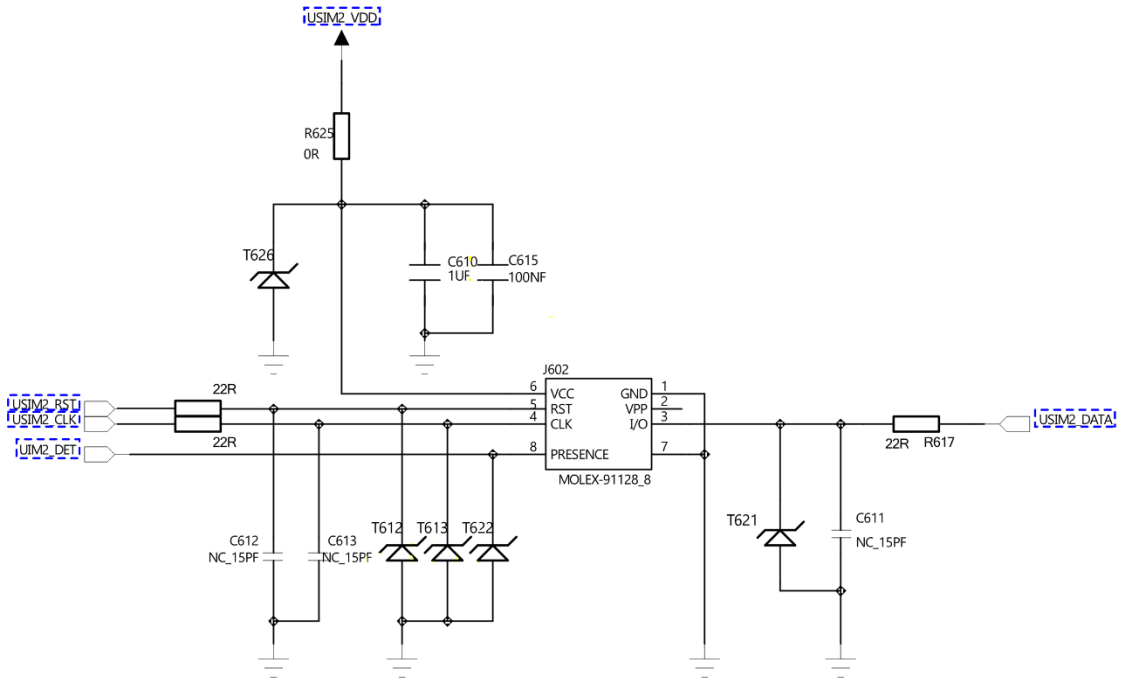 USIM2_VDD
R625
0R
T626
C610
1UF
C615
100NF
J602
22R
6 VCC GND 1
USIM2_RST
5 RST VPP 2
USIM2_CLK
4 CLK I/O 3
USIM2_DATA
22R
22R R617
UIM2_DET
8 PRESENCE 7
MOLEX-91128_8
T612
T613
T622
T621
C611
NC_15PF
C612
NC_15PF
C613
NC_15PF